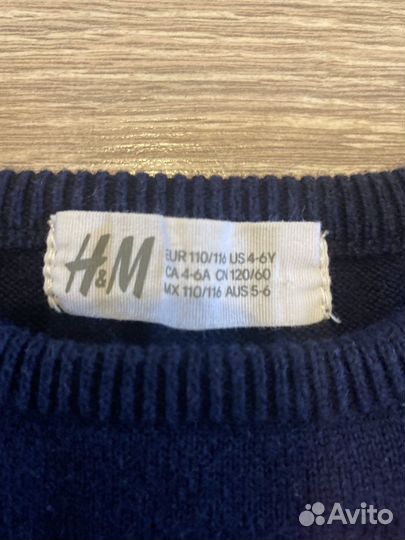 H&M
EUR 110/116 US 4-6Y
CA 4-6A CN 120/60
MX 110/116 AUS 5-6
Avito